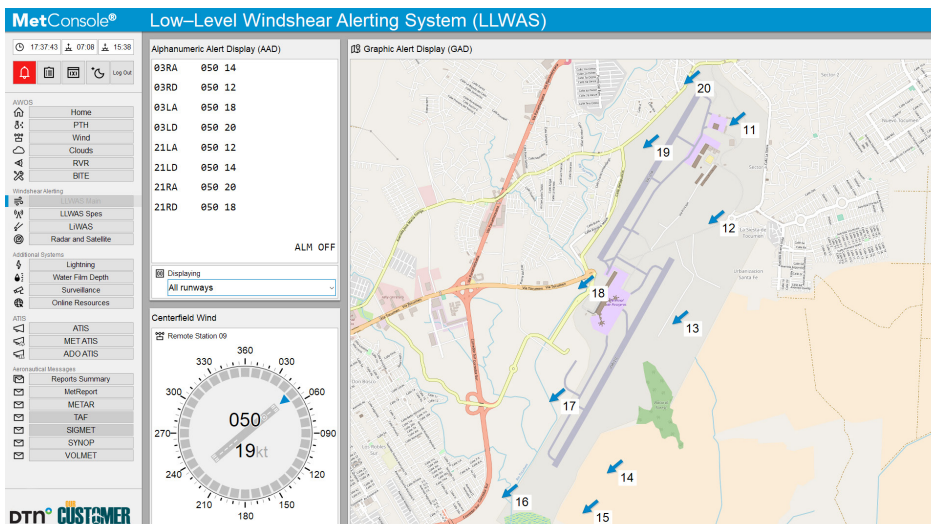 MetConsole® Low–Level Windshear Alerting System (LLWAS)
17:37:43 07:08 15:38
Log Out
AWOS
Home
PTH
Wind
Clouds
RVR
BITE
Windshear Alerting
LLWAS Main
LLWAS Spes
LiWAS
Radar and Satellite
Additional Systems
Lightning
Water Film Depth
Surveillance
Online Resources
ATIS
ATIS
MET ATIS
ADO ATIS
Aeronautical Messages
Reports Summary
MetReport
METAR
TAF
SIGMET
SYNOP
VOLMET
DTN CUSTOMER
Alphanumeric Alert Display (AAD)
03RA 050 14
03RD 050 12
03LA 050 18
03LD 050 20
21LA 050 12
21LD 050 14
21RA 050 20
21RD 050 18
ALM OFF
Displaying
All runways
Centerfield Wind
Remote Station 09
360
330 030
300 060
270 090
240 120
210 150
180
050
19kt
Graphic Alert Display (GAD)
20
11
19
12
18
13
17
14
16
15